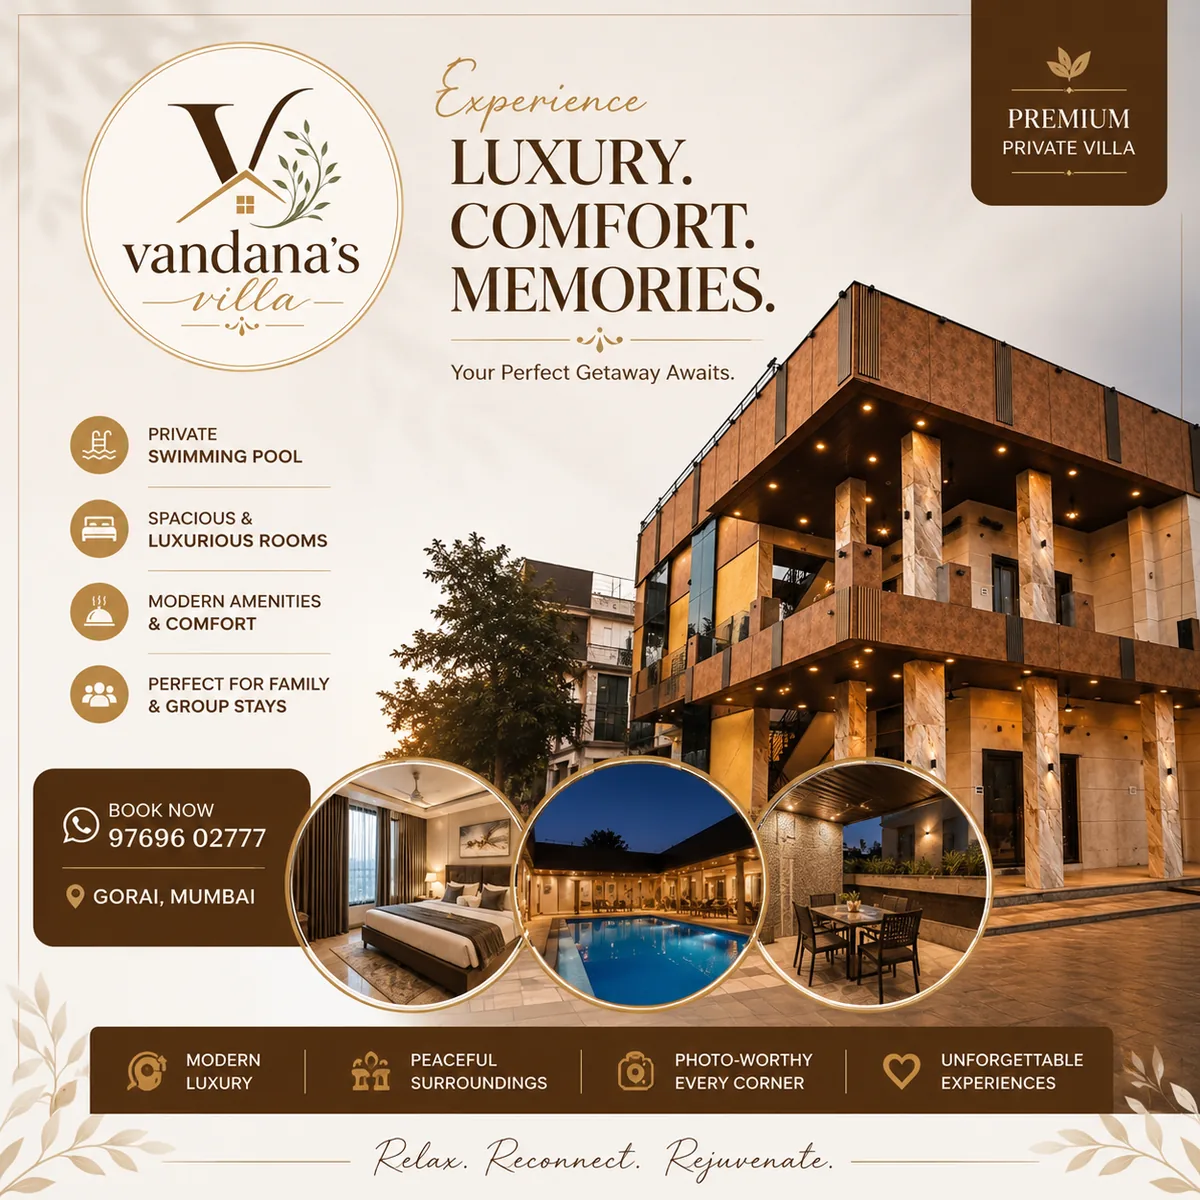 V
vandana's
villa
Experience
LUXURY.
COMFORT.
MEMORIES.
Your Perfect Getaway Awaits.
PREMIUM
PRIVATE VILLA
PRIVATE
SWIMMING POOL
SPACIOUS &
LUXURIOUS ROOMS
MODERN AMENITIES
& COMFORT
PERFECT FOR FAMILY
& GROUP STAYS
BOOK NOW
97696 02777
GORAI, MUMBAI
MODERN
LUXURY
PEACEFUL
SURROUNDINGS
PHOTO-WORTHY
EVERY CORNER
UNFORGETTABLE
EXPERIENCES
Relax. Reconnect. Rejuvenate.